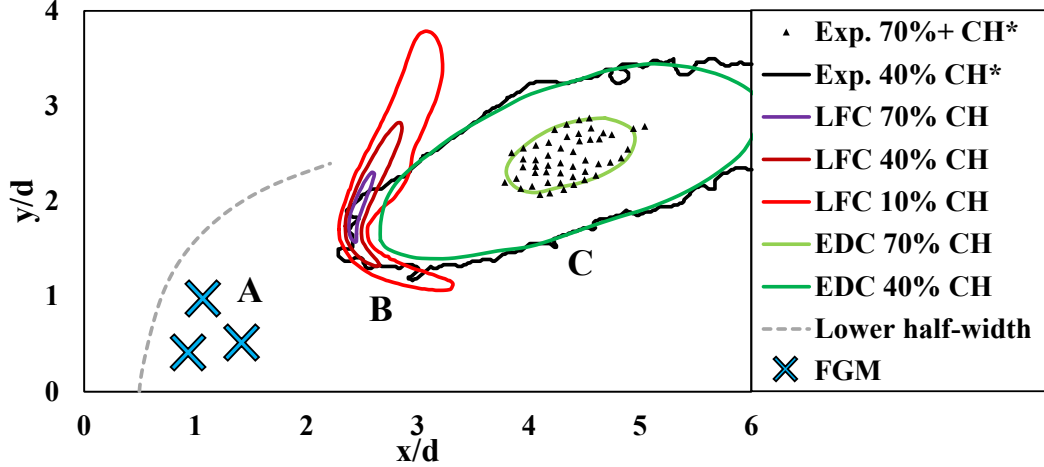 4
3
2
1
0
y/d
A
B
C
0 1 2 3 4 5 6
x/d
Exp. 70%+ CH*
Exp. 40% CH*
LFC 70% CH
LFC 40% CH
LFC 10% CH
EDC 70% CH
EDC 40% CH
Lower half-width
FGM